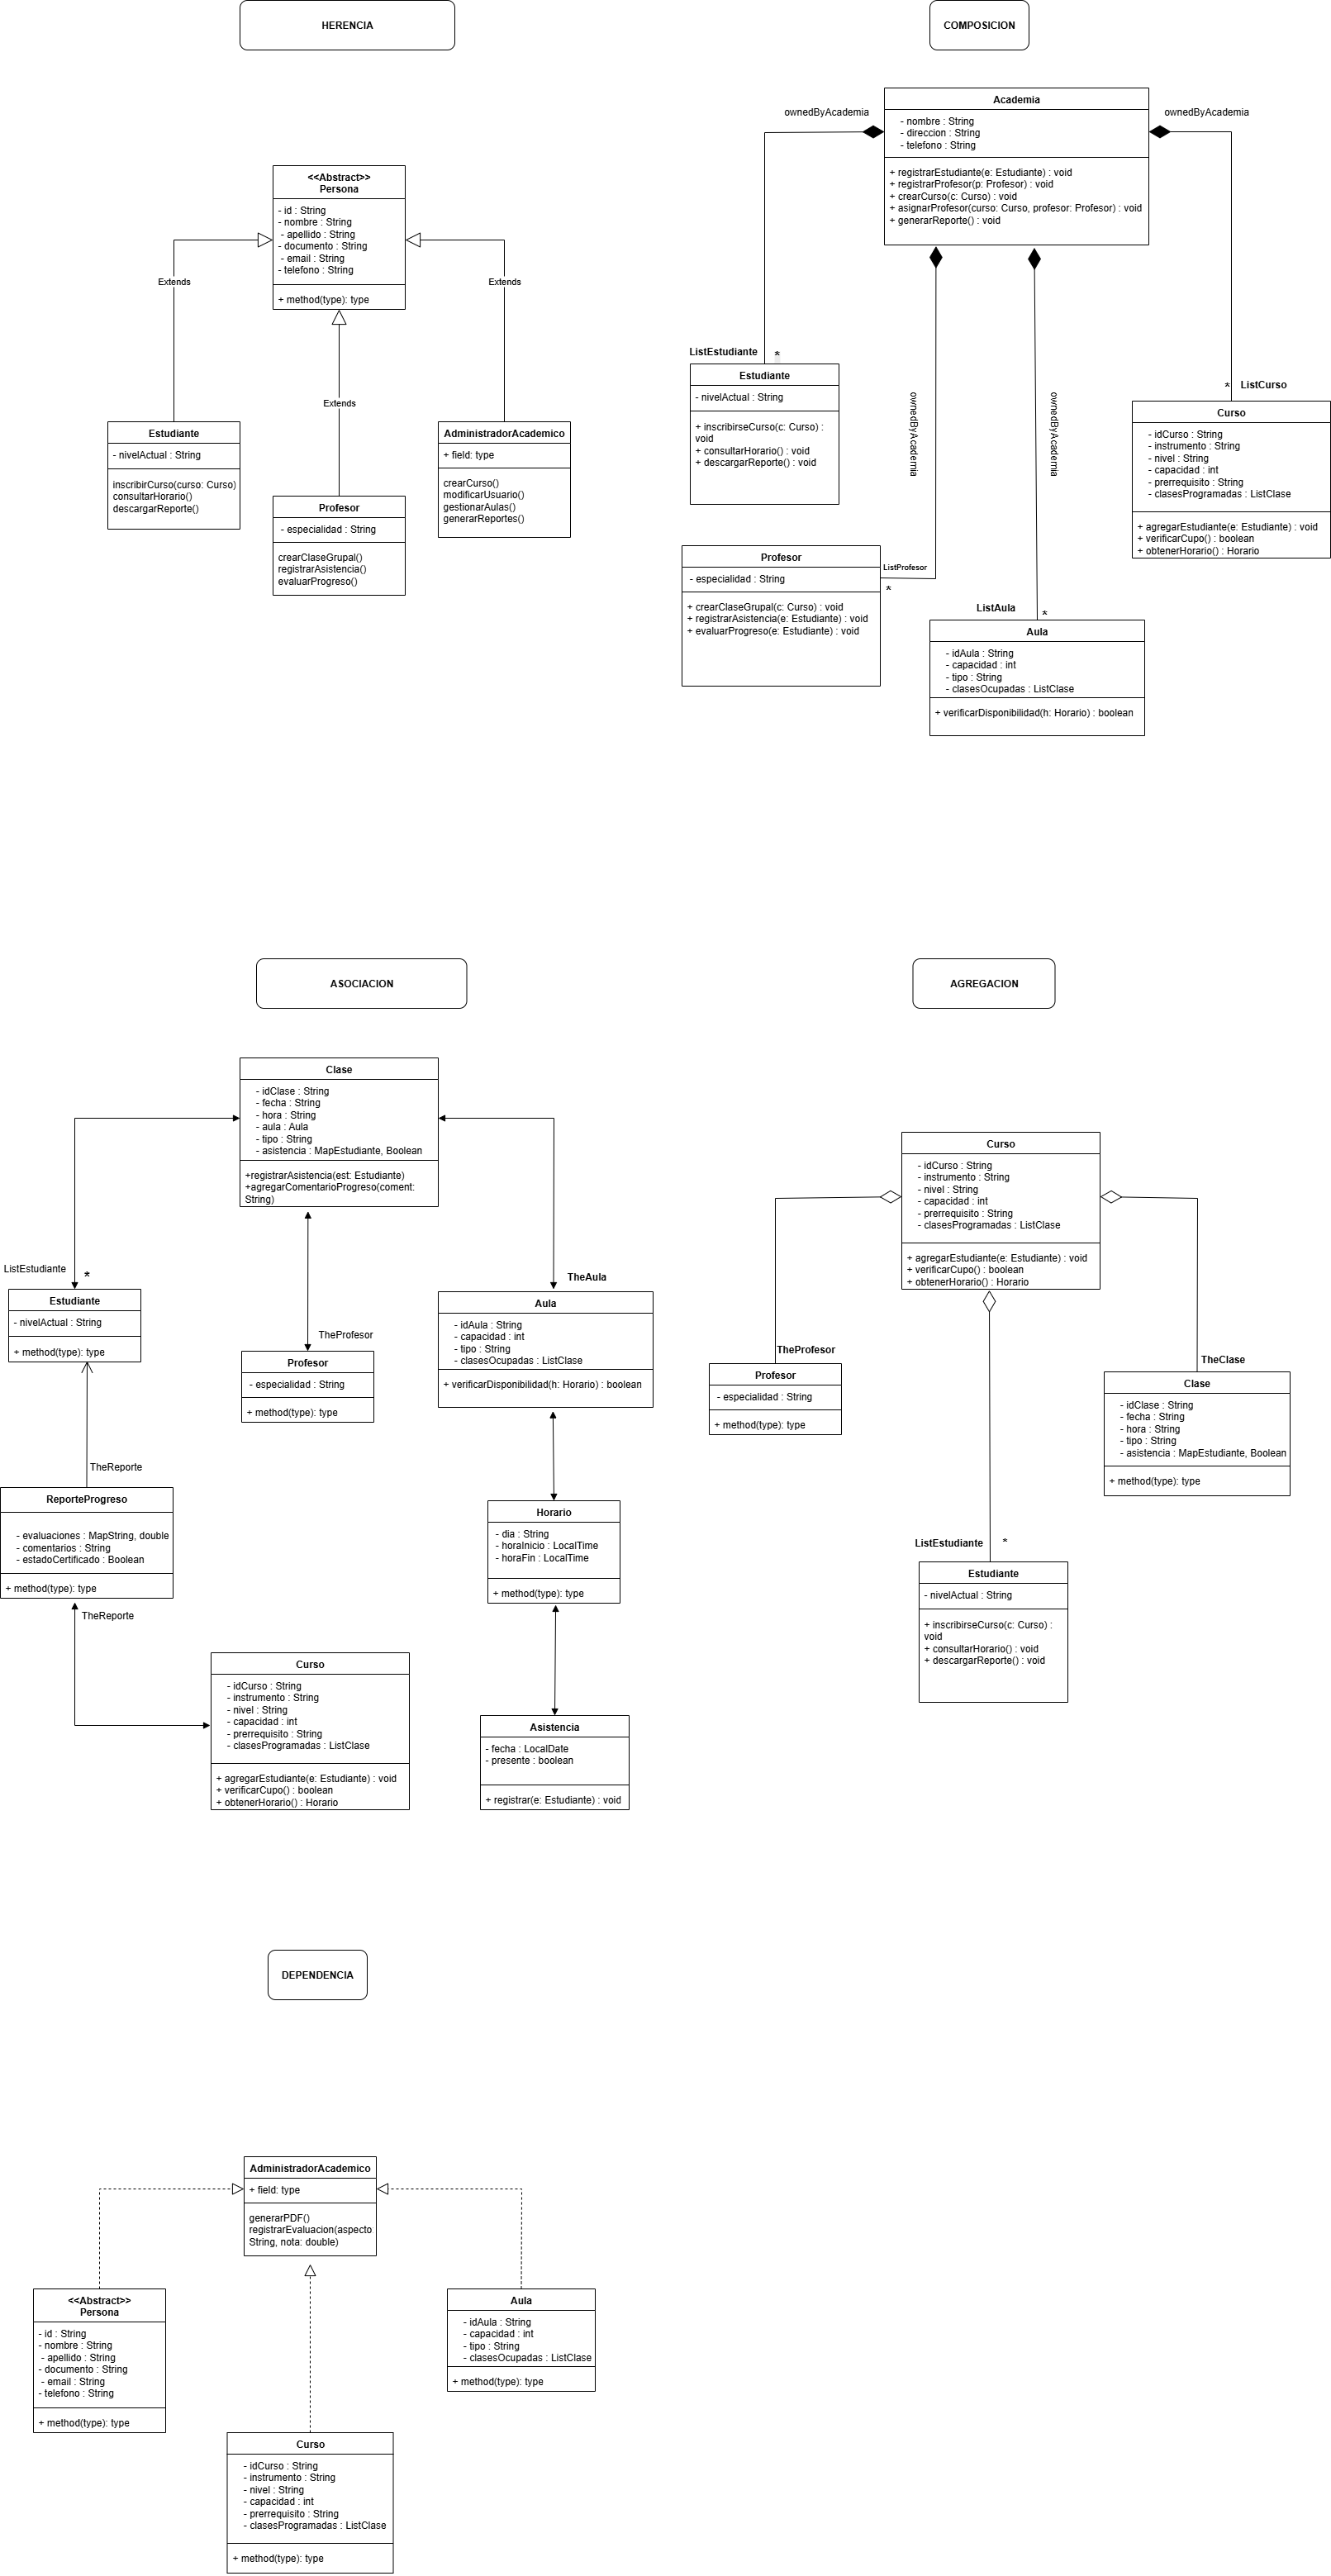 HERENCIA
<<Abstract>>
Persona
- id : String
- nombre : String
- apellido : String
- documento : String
- email : String
- telefono : String
+ method(type): type
Extends
Extends
Extends
Estudiante
- nivelActual : String
inscribirCurso(curso: Curso)
consultarHorario()
descargarReporte()
Profesor
- especialidad : String
crearClaseGrupal()
registrarAsistencia()
evaluarProgreso()
AdministradorAcademico
+ field: type
crearCurso()
modificarUsuario()
gestionarAulas()
generarReportes()
COMPOSICION
ownedByAcademia
Academia
- nombre : String
- direccion : String
- telefono : String
+ registrarEstudiante(e: Estudiante) : void
+ registrarProfesor(p: Profesor) : void
+ crearCurso(c: Curso) : void
+ asignarProfesor(curso: Curso, profesor: Profesor) : void
+ generarReporte() : void
ownedByAcademia
ownedByAcademia
ownedByAcademia
ListEstudiante
*
Estudiante
- nivelActual : String
+ inscribirseCurso(c: Curso) :
void
+ consultarHorario() : void
+ descargarReporte() : void
* ListCurso
Curso
- idCurso : String
- instrumento : String
- nivel : String
- capacidad : int
- prerrequisito : String
- clasesProgramadas : ListClase
+ agregarEstudiante(e: Estudiante) : void
+ verificarCupo() : boolean
+ obtenerHorario() : Horario
Profesor
- especialidad : String
+ crearClaseGrupal(c: Curso) : void
+ registrarAsistencia(e: Estudiante) : void
+ evaluarProgreso(e: Estudiante) : void
ListProfesor
*
ListAula
*
Aula
- idAula : String
- capacidad : int
- tipo : String
- clasesOcupadas : ListClase
+ verificarDisponibilidad(h: Horario) : boolean
ASOCIACION
Clase
- idClase : String
- fecha : String
- hora : String
- aula : Aula
- tipo : String
- asistencia : MapEstudiante, Boolean
+registrarAsistencia(est: Estudiante)
+agregarComentarioProgreso(coment:
String)
ListEstudiante
*
Estudiante
- nivelActual : String
+ method(type): type
TheProfesor
Profesor
- especialidad : String
+ method(type): type
TheAula
Aula
- idAula : String
- capacidad : int
- tipo : String
- clasesOcupadas : ListClase
+ verificarDisponibilidad(h: Horario) : boolean
TheReporte
ReporteProgreso
- evaluaciones : MapString, double
- comentarios : String
- estadoCertificado : Boolean
+ method(type): type
TheReporte
Horario
- dia : String
- horaInicio : LocalTime
- horaFin : LocalTime
+ method(type): type
Curso
- idCurso : String
- instrumento : String
- nivel : String
- capacidad : int
- prerrequisito : String
- clasesProgramadas : ListClase
+ agregarEstudiante(e: Estudiante) : void
+ verificarCupo() : boolean
+ obtenerHorario() : Horario
Asistencia
- fecha : LocalDate
- presente : boolean
+ registrar(e: Estudiante) : void
AGREGACION
Curso
- idCurso : String
- instrumento : String
- nivel : String
- capacidad : int
- prerrequisito : String
- clasesProgramadas : ListClase
+ agregarEstudiante(e: Estudiante) : void
+ verificarCupo() : boolean
+ obtenerHorario() : Horario
TheProfesor
Profesor
- especialidad : String
+ method(type): type
TheClase
Clase
- idClase : String
- fecha : String
- hora : String
- tipo : String
- asistencia : MapEstudiante, Boolean
+ method(type): type
ListEstudiante
*
Estudiante
- nivelActual : String
+ inscribirseCurso(c: Curso) :
void
+ consultarHorario() : void
+ descargarReporte() : void
DEPENDENCIA
AdministradorAcademico
+ field: type
generarPDF()
registrarEvaluacion(aspecto
String, nota: double)
<<Abstract>>
Persona
- id : String
- nombre : String
- apellido : String
- documento : String
- email : String
- telefono : String
+ method(type): type
Aula
- idAula : String
- capacidad : int
- tipo : String
- clasesOcupadas : ListClase
+ method(type): type
Curso
- idCurso : String
- instrumento : String
- nivel : String
- capacidad : int
- prerrequisito : String
- clasesProgramadas : ListClase
+ method(type): type